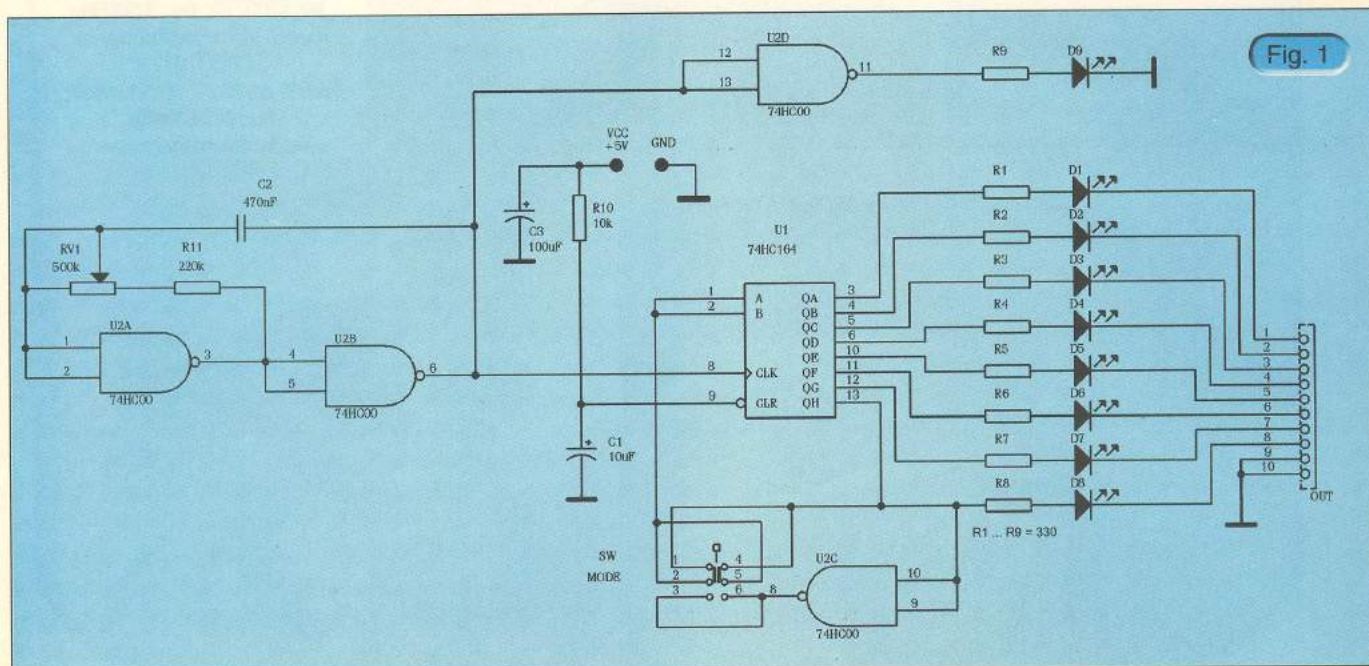 Fig. 1
U2D
12
13
11
74HC00
R9
D9
VCC
+5V
GND
C2
470nF
R10
10k
C3
100uF
RV1
500k
R11
220k
U2A
1
2
3
74HC00
U2B
4
5
6
74HC00
U1
74HC164
1
2
8
9
A
B
CLK
CLR
QA
QB
QC
QD
QE
QF
QG
QH
3
4
5
6
10
11
12
13
R1
D1
R2
D2
R3
D3
R4
D4
R5
D5
R6
D6
R7
D7
R8
D8
R1 ... R9 = 330
1
2
3
4
5
6
7
8
9
10
OUT
C1
10uF
SW
MODE
1
2
3
4
5
6
U2C
8
10
9
74HC00